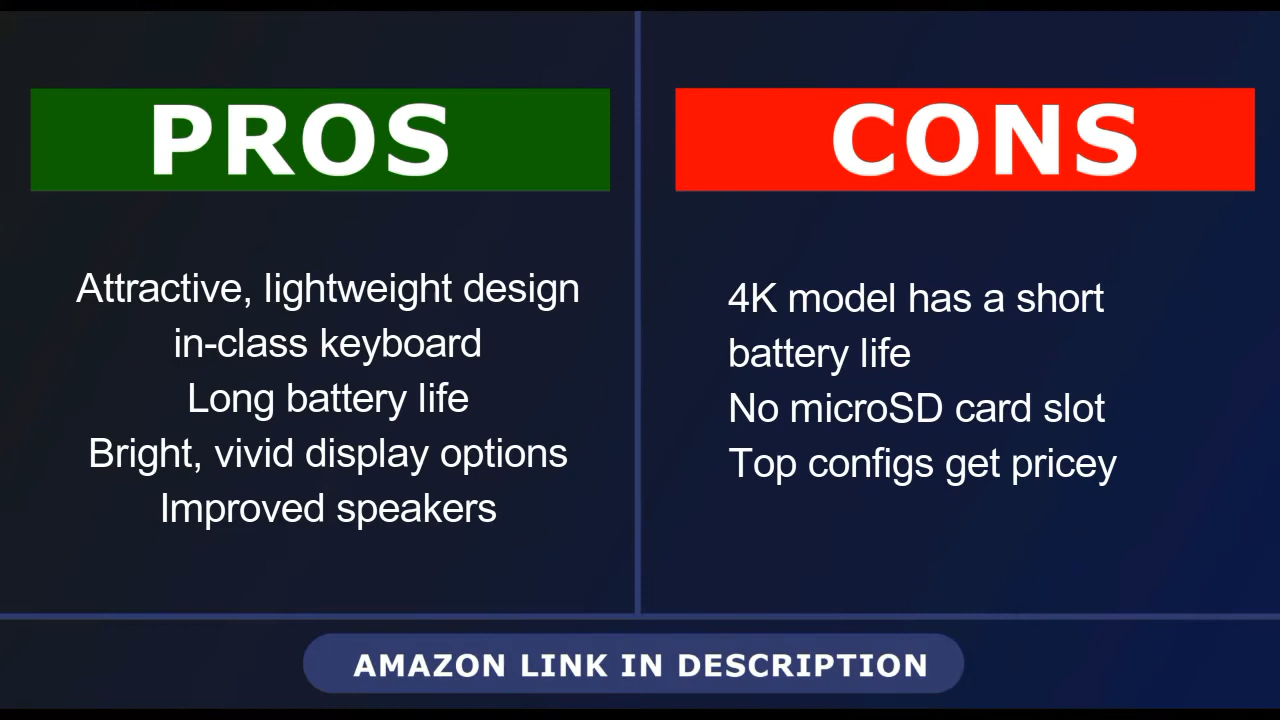 PROS
Attractive, lightweight design
in-class keyboard
Long battery life
Bright, vivid display options
Improved speakers
CONS
4K model has a short
battery life
No microSD card slot
Top configs get pricey
AMAZON LINK IN DESCRIPTION